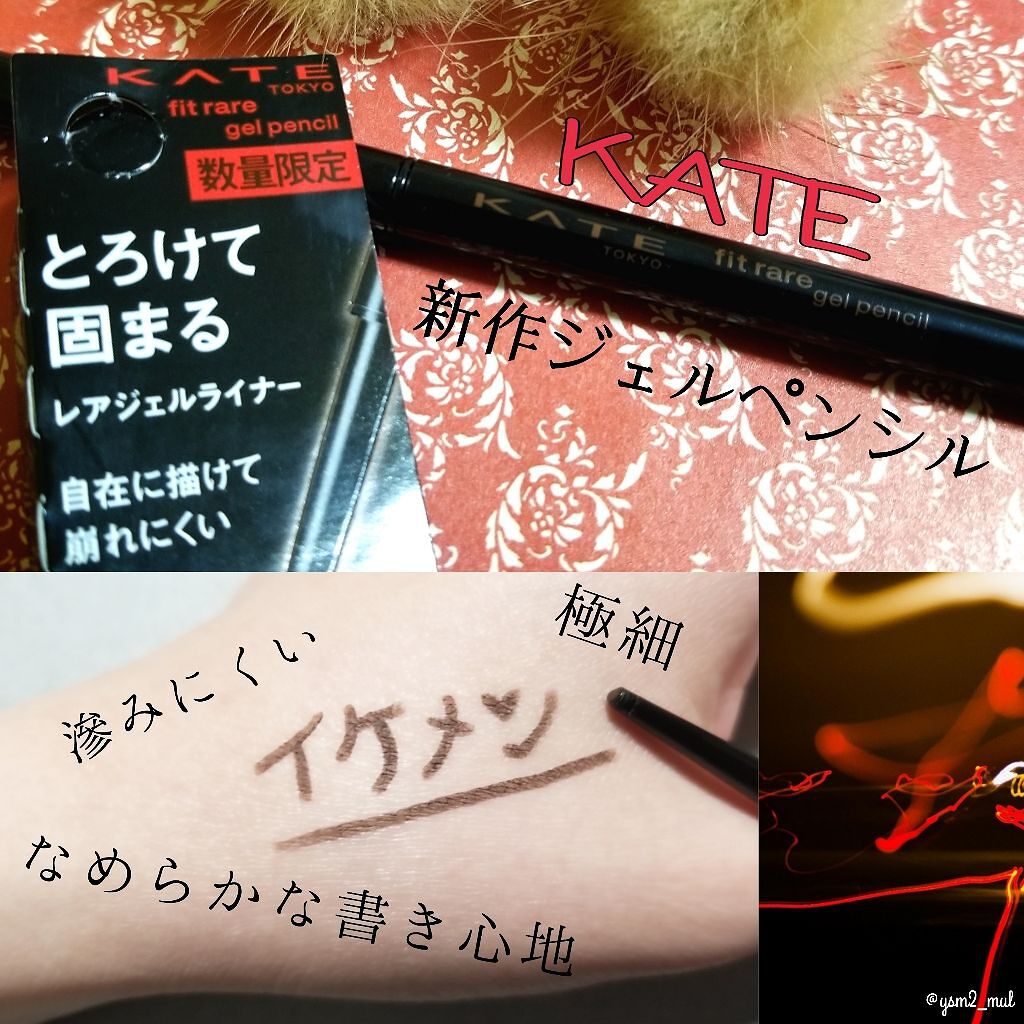 KATE
TOKYO
fit rare
gel pencil
数量限定
とろけて
固まる
レアジェルライナー
自在に描けて
崩れにくい
KATE
KATE
TOKYO
fit rare
gel pencil
新作ジェルペンシル
極細
滲みにくい
イケメン
なめらかな書き心地
@ysm2_mul